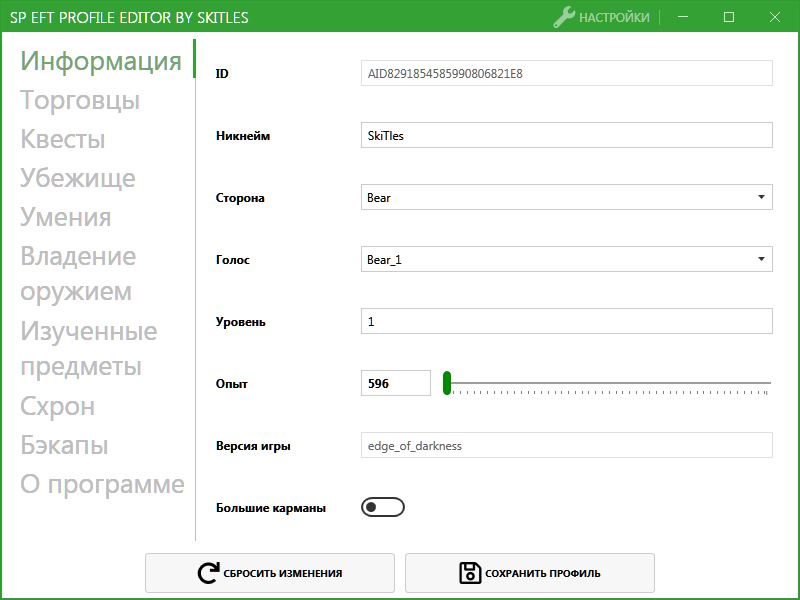 SP EFT PROFILE EDITOR BY SKITLES
НАСТРОЙКИ
Информация
Торговцы
Квесты
Убежище
Умения
Владение
оружием
Изученные
предметы
Схрон
Бэкапы
О программе
ID
AID8291854585990806821E8
Никнейм
SkiTles
Сторона
Bear
Голос
Bear_1
Уровень
1
Опыт
596
Версия игры
edge_of_darkness
Большие карманы
СБРОСИТЬ ИЗМЕНЕНИЯ
СОХРАНИТЬ ПРОФИЛЬ